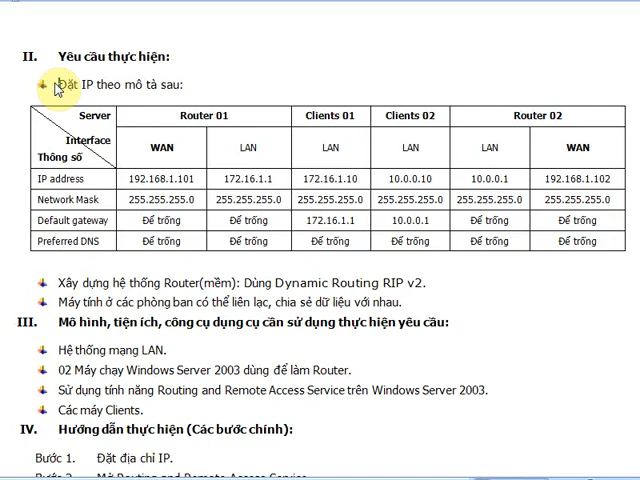 II. Yêu cầu thực hiện:
Đặt IP theo mô tả sau:
Server Router 01 Clients 01 Clients 02 Router 02
Interface
Thông số WAN LAN LAN LAN LAN WAN
IP address 192.168.1.101 172.16.1.1 172.16.1.10 10.0.0.10 10.0.0.1 192.168.1.102
Network Mask 255.255.255.0 255.255.255.0 255.255.255.0 255.255.255.0 255.255.255.0 255.255.255.0
Default gateway Để trống Để trống 172.16.1.1 10.0.0.1 Để trống Để trống
Preferred DNS Để trống Để trống Để trống Để trống Để trống Để trống
Xây dựng hệ thống Router(mềm): Dùng Dynamic Routing RIP v2.
Máy tính ở các phòng ban có thể liên lạc, chia sẻ dữ liệu với nhau.
III. Mô hình, tiện ích, công cụ dụng cụ cần sử dụng thực hiện yêu cầu:
Hệ thống mạng LAN.
02 Máy chạy Windows Server 2003 dùng để làm Router.
Sử dụng tính năng Routing and Remote Access Service trên Windows Server 2003.
Các máy Clients.
IV. Hướng dẫn thực hiện (Các bước chính):
Bước 1. Đặt địa chỉ IP.
Bước 2. Mở Routing and Remote Access Service